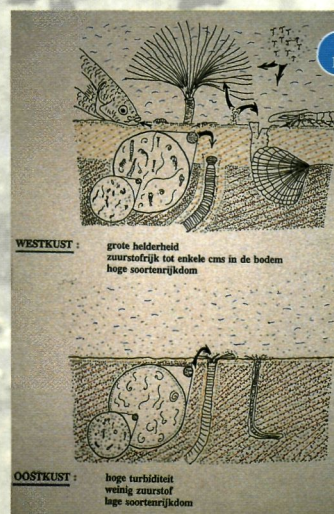 WESTKUST :
grote helderheid
zuurstofrijk tot enkele cms in de bodem
hoge soortenrijkdom
OOSTKUST :
hoge turbiditeit
weinig zuurstof
lage soortenrijkdom